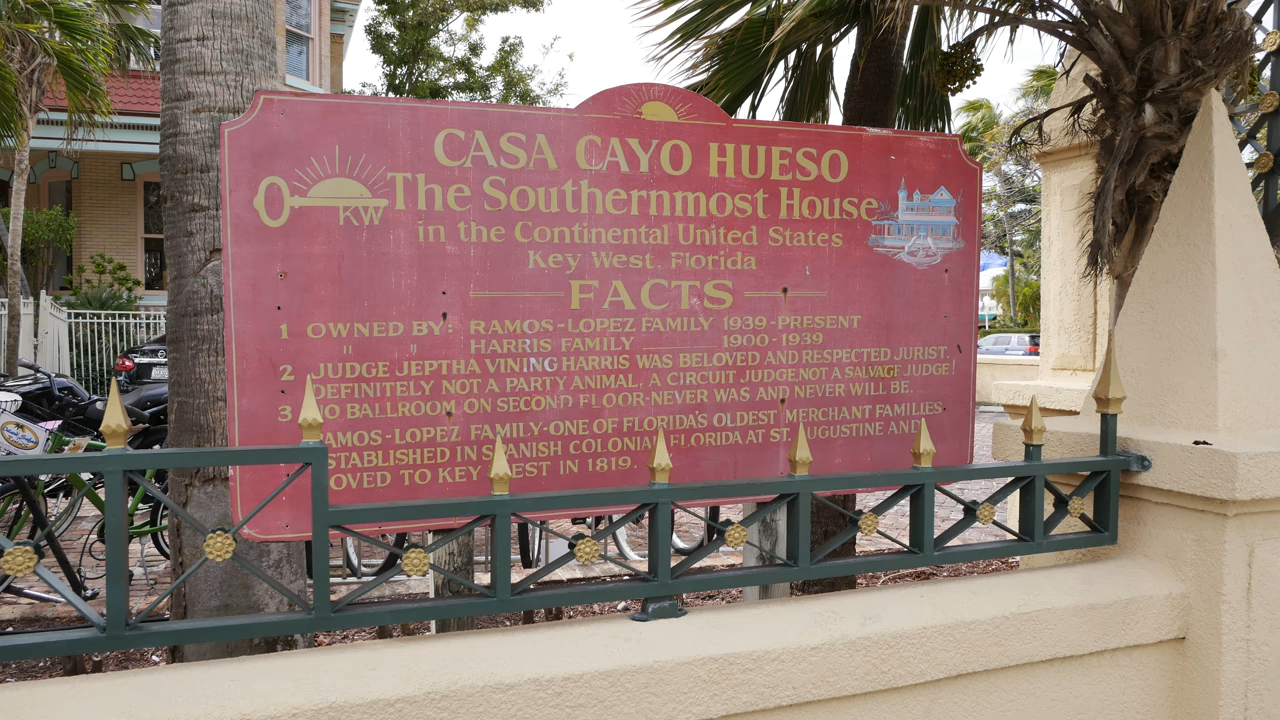 CASA CAYO HUESO
KW
The Southernmost House
in the Continental United States
Key West, Florida
FACTS
1 OWNED BY: RAMOS-LOPEZ FAMILY 1939-PRESENT
" " HARRIS FAMILY 1900-1939
2 JUDGE JEPTHA VINING HARRIS WAS BELOVED AND RESPECTED JURIST.
DEFINITELY NOT A PARTY ANIMAL. A CIRCUIT JUDGE, NOT A SALVAGE JUDGE!
3 NO BALLROOM ON SECOND FLOOR-NEVER WAS AND NEVER WILL BE.
RAMOS-LOPEZ FAMILY-ONE OF FLORIDA'S OLDEST MERCHANT FAMILIES.
ESTABLISHED IN SPANISH COLONIAL FLORIDA AT ST. AUGUSTINE AND
MOVED TO KEY WEST IN 1819.